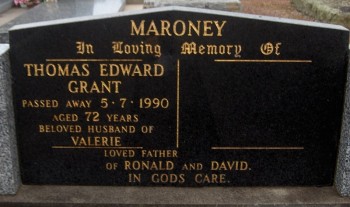 MARONEY
In Loving Memory Of
THOMAS EDWARD
GRANT
PASSED AWAY 5·7·1990
AGED 72 YEARS
BELOVED HUSBAND OF
VALERIE
LOVED FATHER
OF RONALD AND DAVID.
IN GODS CARE.